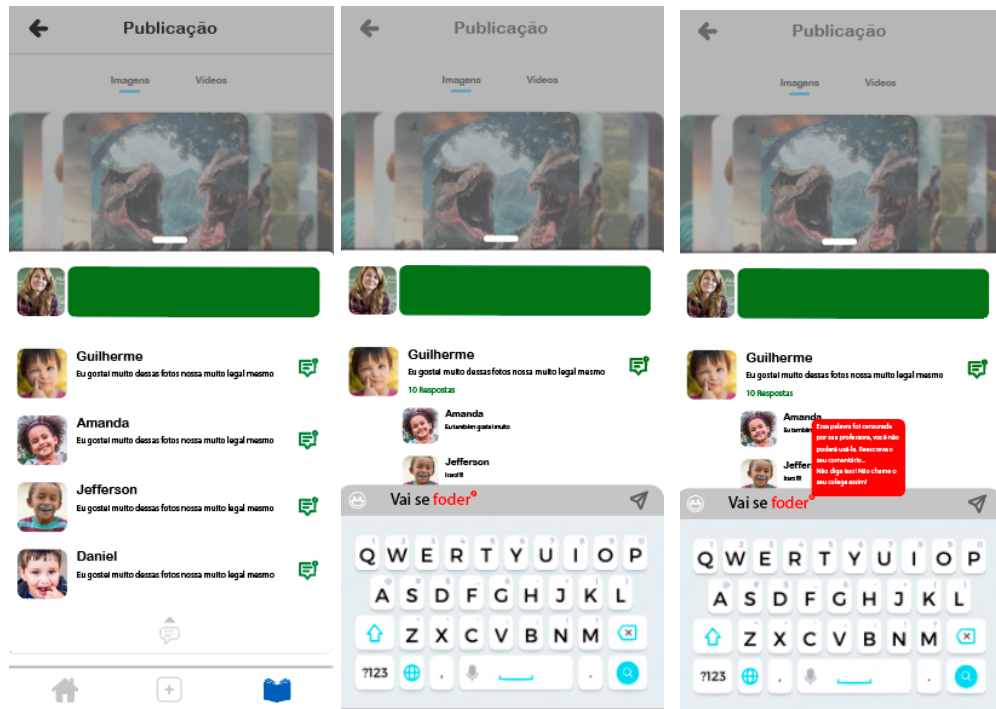 Publicação
Imagens Vídeos
Guilherme
Eu gostei muito dessas fotos nossa muito legal mesmo
Amanda
Eu gostei muito dessas fotos nossa muito legal mesmo
Jefferson
Eu gostei muito dessas fotos nossa muito legal mesmo
Daniel
Eu gostei muito dessas fotos nossa muito legal mesmo
Publicação
Imagens Vídeos
Guilherme
Eu gostei muito dessas fotos nossa muito legal mesmo
10 Respostas
Amanda
Eu também gostei muito
Jefferson
Vai se foder
Q W E R T Y U I O P
A S D F G H J K L
Z X C V B N M
?123 . .
Publicação
Imagens Vídeos
Guilherme
Eu gostei muito dessas fotos nossa muito legal mesmo
10 Respostas
Amanda
Eu também
Jeffer
Essa palavra foi censurada
por sua professora, você não
poderá usá-la. Reescreva o
seu comentário...
Não diga isso! Não chame o
seu colega assim!
Vai se foder
Q W E R T Y U I O P
A S D F G H J K L
Z X C V B N M
?123 . .